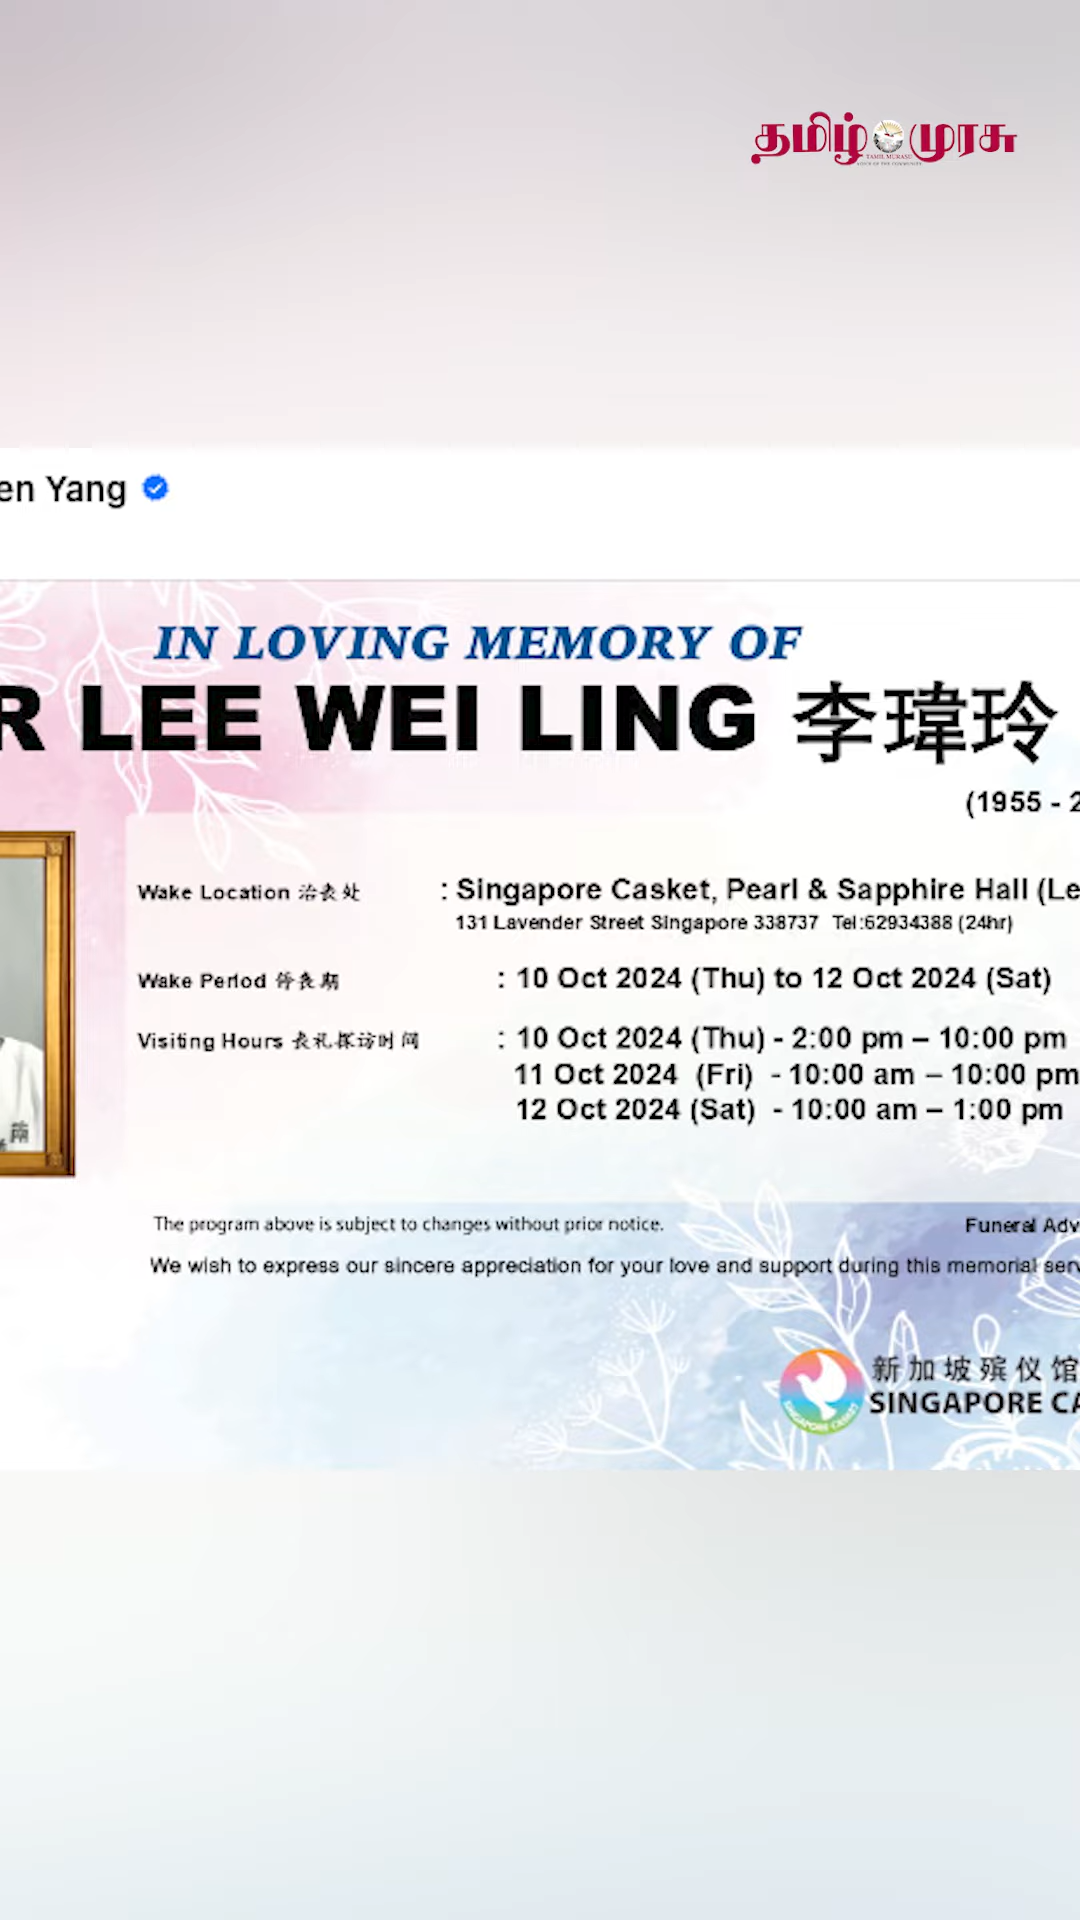 தமிழ் முரசு
TAMIL MURASU
en Yang
IN LOVING MEMORY OF
R LEE WEI LING 李瑋玲
(1955 - 2
Wake Location 治丧处 : Singapore Casket, Pearl & Sapphire Hall (Le
131 Lavender Street Singapore 338737 Tel:62934388 (24hr)
Wake Period 停丧期 : 10 Oct 2024 (Thu) to 12 Oct 2024 (Sat)
Visiting Hours 丧礼探访时间 : 10 Oct 2024 (Thu) - 2:00 pm – 10:00 pm
11 Oct 2024 (Fri) - 10:00 am – 10:00 pm
12 Oct 2024 (Sat) - 10:00 am – 1:00 pm
The program above is subject to changes without prior notice. Funeral Adv
We wish to express our sincere appreciation for your love and support during this memorial serv
新加坡殡仪馆
SINGAPORE CA
SINGAPORE CASKET